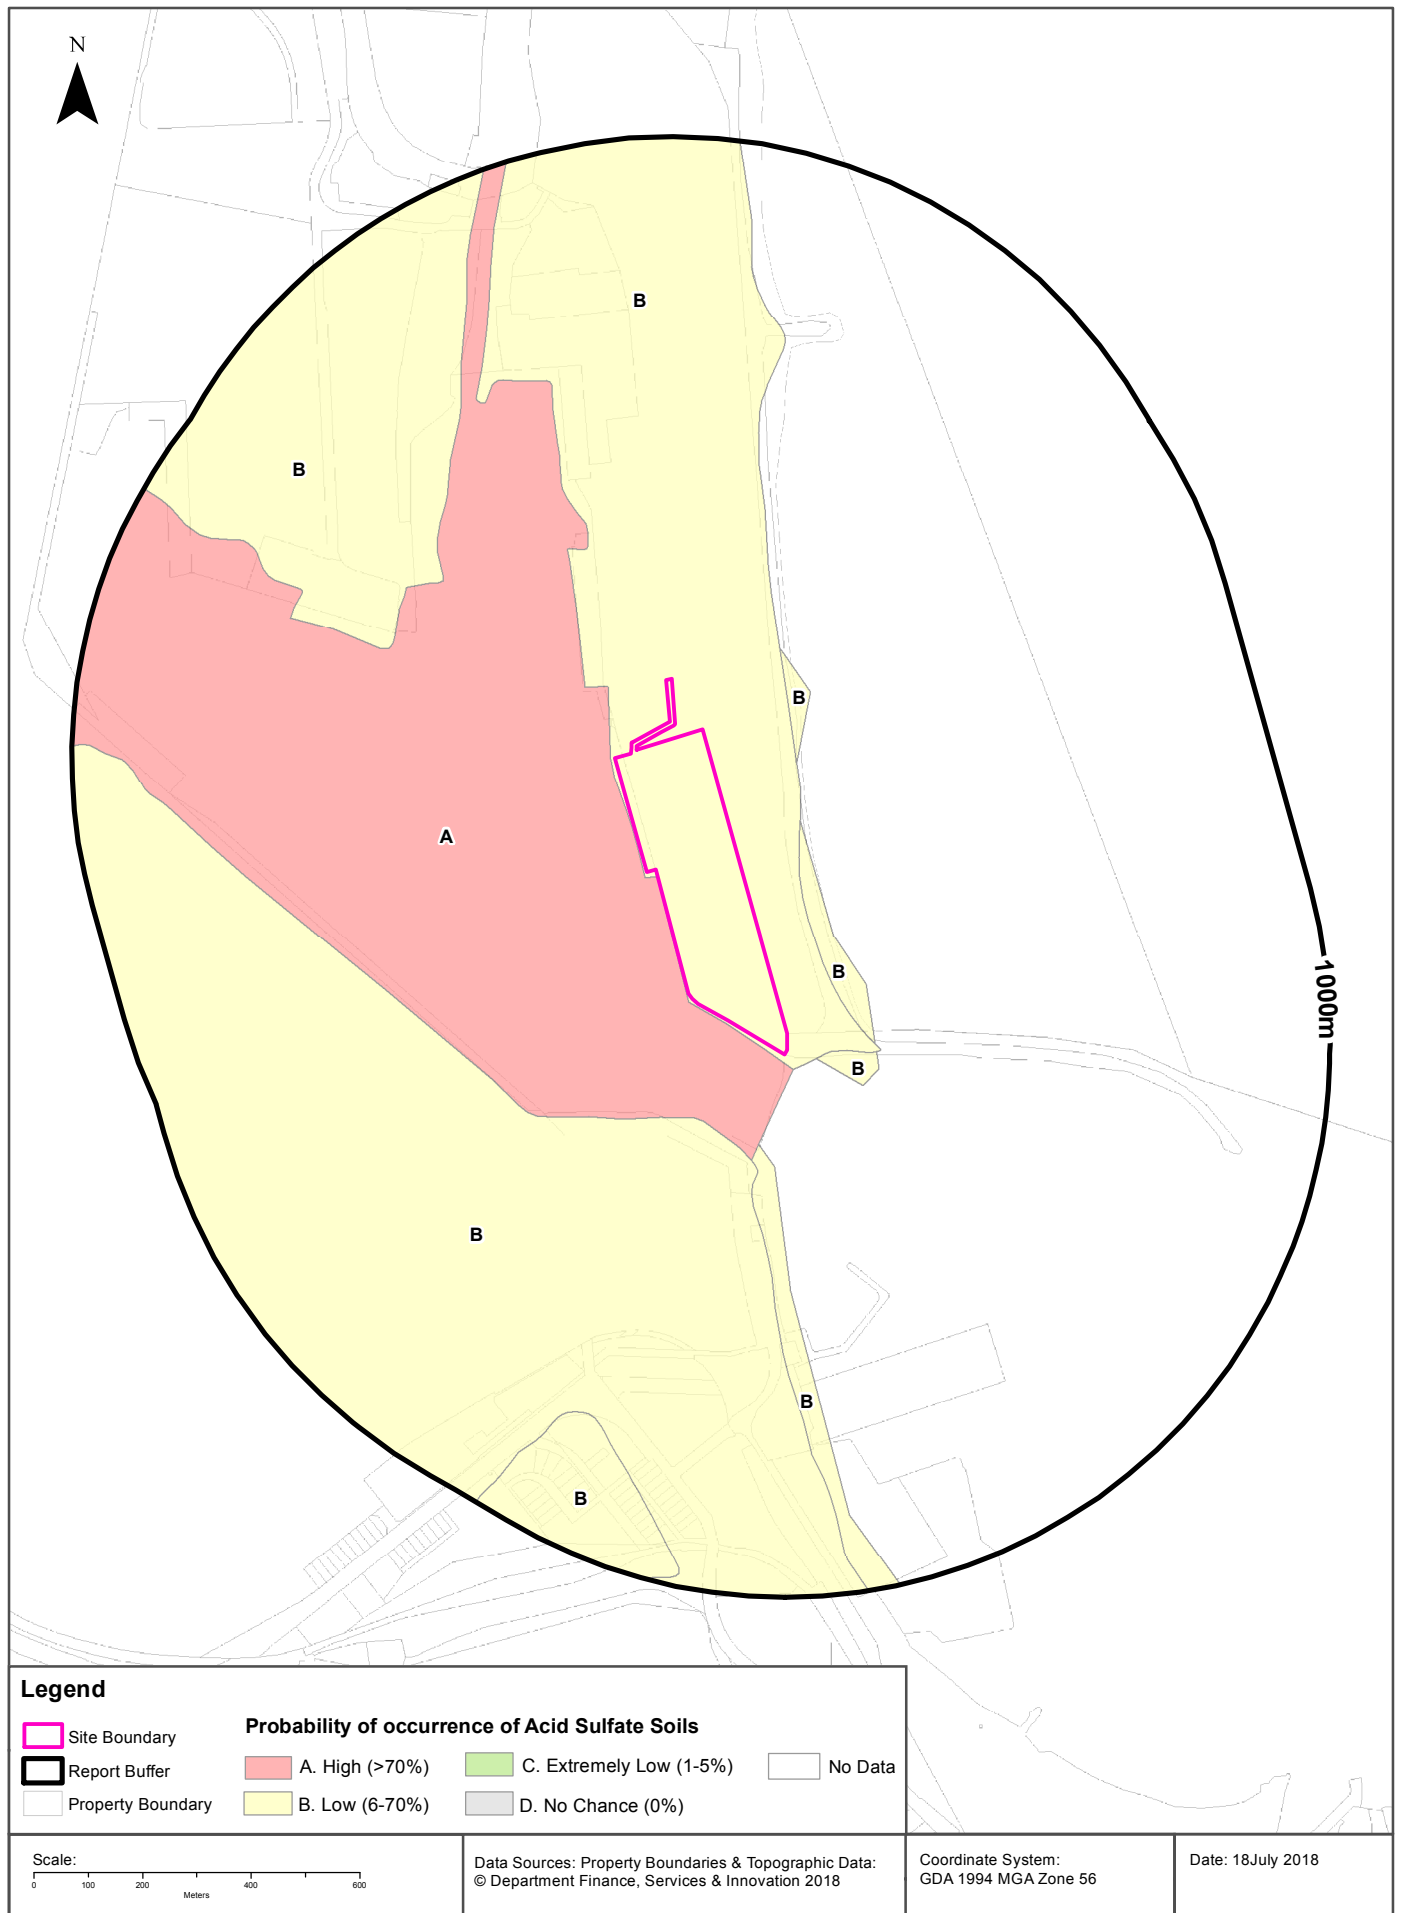 N
B
B
B
A
B
1000m
B
B
B
B
Legend
Site Boundary
Report Buffer
Property Boundary
Probability of occurrence of Acid Sulfate Soils
A. High (>70%)
C. Extremely Low (1-5%)
No Data
B. Low (6-70%)
D. No Chance (0%)
Scale:
0 100 200 400 600
Meters
Data Sources: Property Boundaries & Topographic Data:
© Department Finance, Services & Innovation 2018
Coordinate System:
GDA 1994 MGA Zone 56
Date: 18July 2018